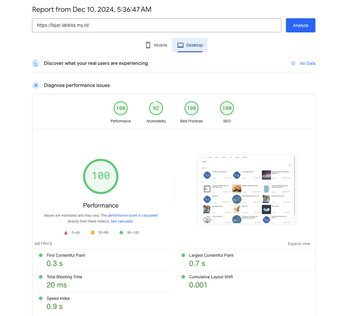 Report from Dec 10, 2024, 5:36:47 AM
https://fajar.labkita.my.id/
Analyze
Mobile
Desktop
Discover what your real users are experiencing
No Data
Diagnose performance issues
100
92
100
100
Performance
Accessibility
Best Practices
SEO
100
Performance
Values are estimated and may vary. The performance score is calculated
directly from these metrics. See calculator.
0–49
50–89
90–100
METRICS
Expand view
First Contentful Paint
0.3 s
Largest Contentful Paint
0.7 s
Total Blocking Time
20 ms
Cumulative Layout Shift
0.001
Speed Index
0.9 s